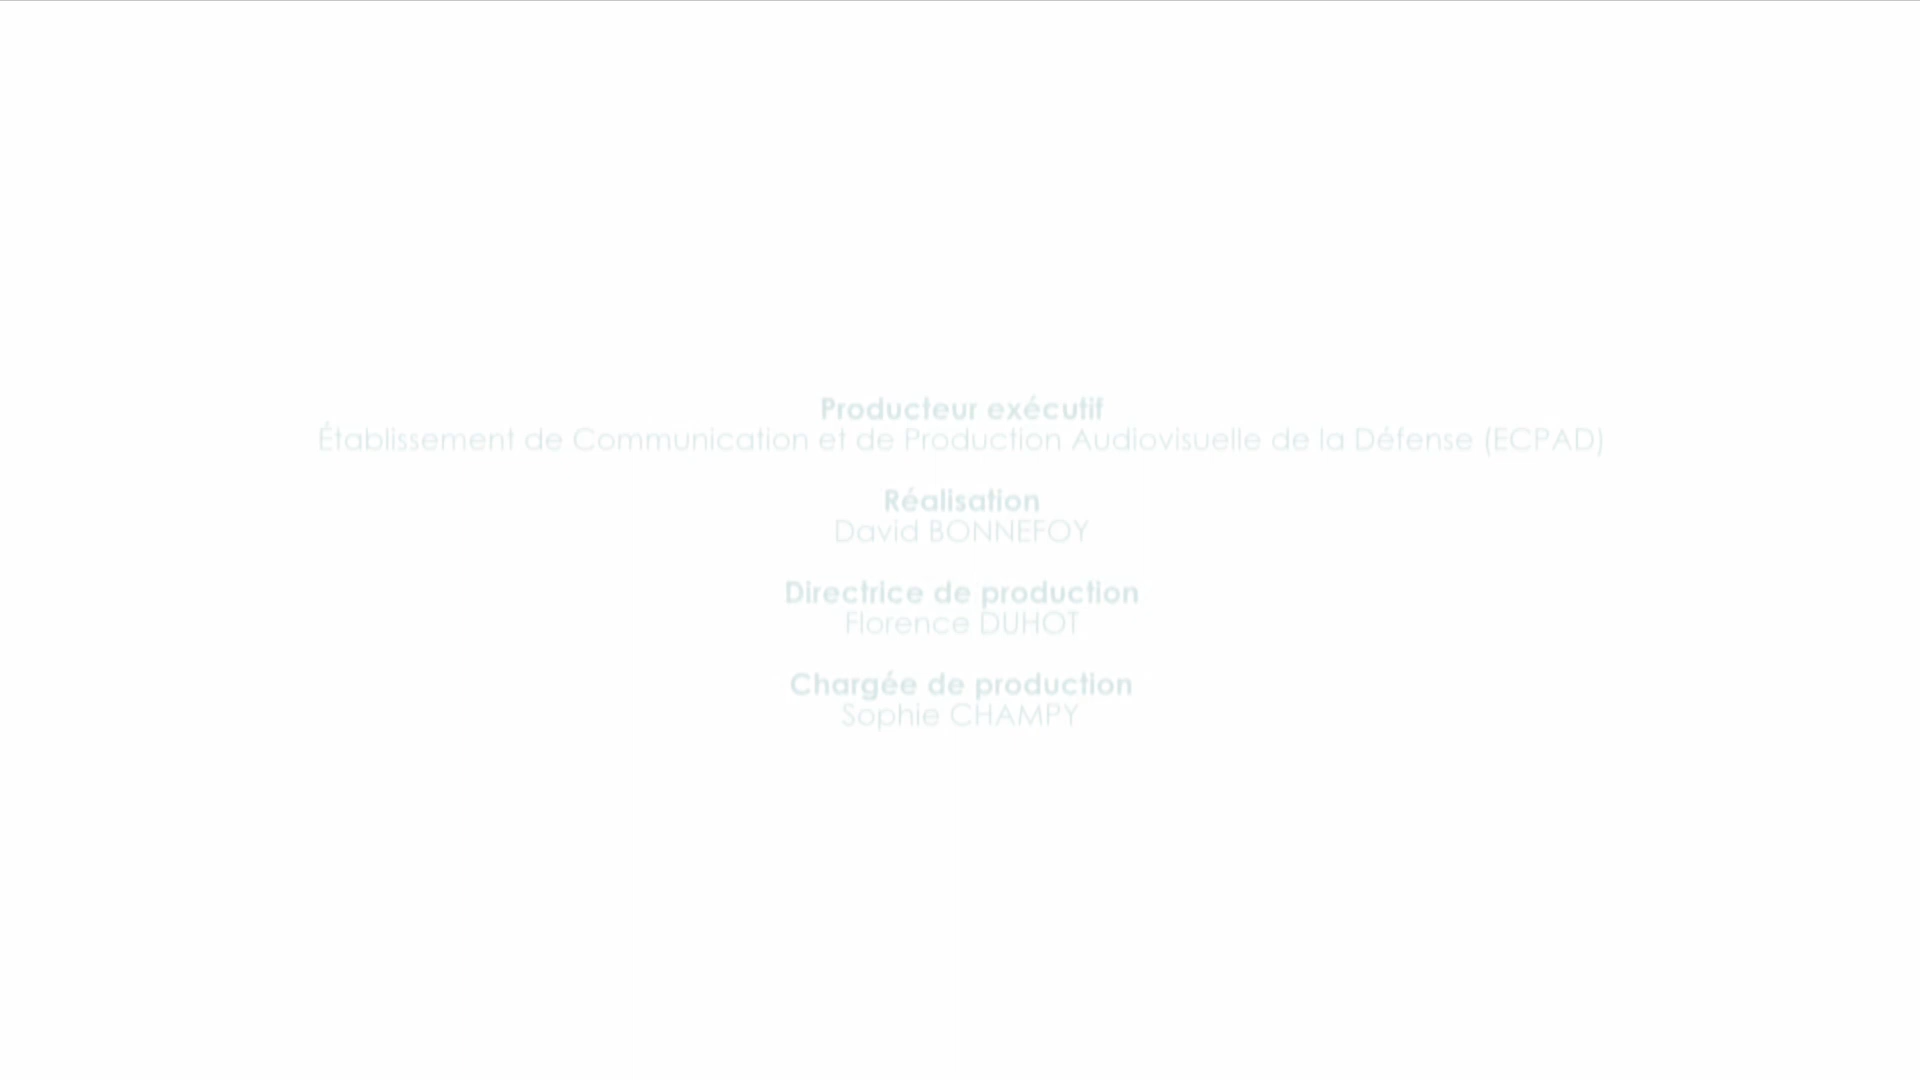 Producteur exécutif
Établissement de Communication et de Production Audiovisuelle de la Défense (ECPAD)
Réalisation
David BONNEFOY
Directrice de production
Florence DUHOT
Chargée de production
Sophie CHAMPY